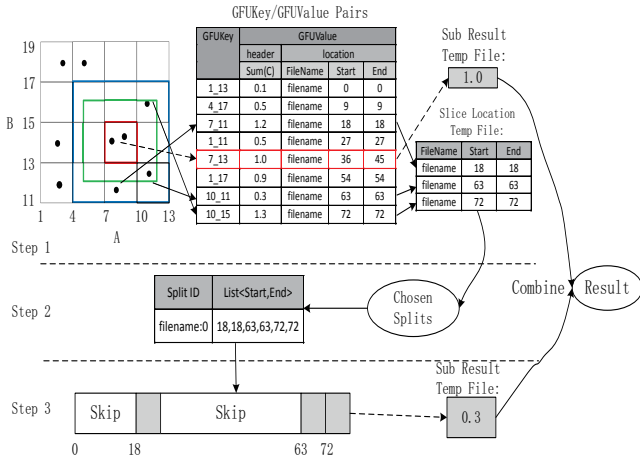 GFUKey/GFUValue Pairs
GFUKey GFUValue
header location
Sum(C) FileName Start End
1_13 0.1 filename 0 0
4_17 0.5 filename 9 9
7_11 1.2 filename 18 18
1_11 0.5 filename 27 27
7_13 1.0 filename 36 45
1_17 0.9 filename 54 54
10_11 0.3 filename 63 63
10_15 1.3 filename 72 72
19
17
B 15
13
11
1 4 7 10 13
A
Sub Result
Temp File:
1.0
Slice Location
Temp File:
FileName Start End
filename 18 18
filename 63 63
filename 72 72
Step 1
Step 2
Split ID List<Start,End>
filename:0 18,18,63,63,72,72
Chosen
Splits
Combine Result
Step 3
Skip Skip
0 18 63 72
Sub Result
Temp File:
0.3